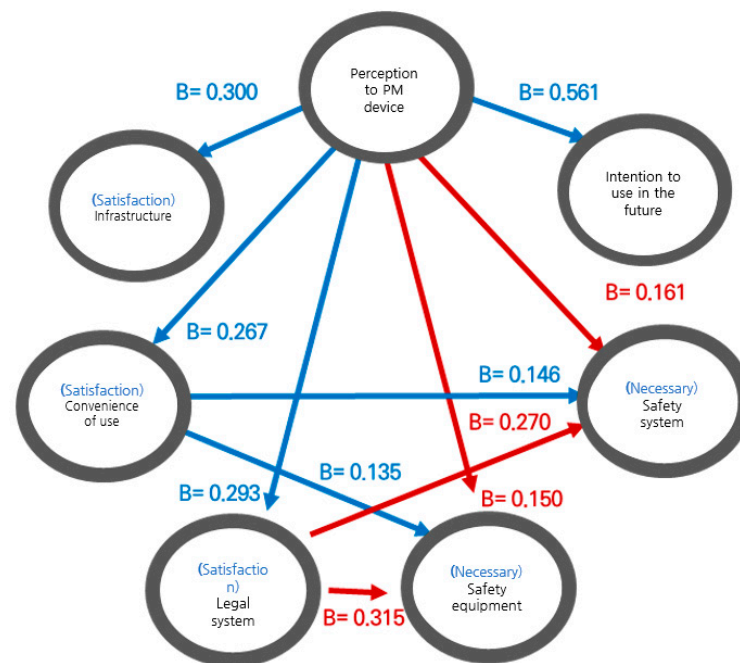 Perception
to PM
device
B= 0.300
B= 0.561
(Satisfaction)
Infrastructure
Intention to
use in the
future
B= 0.161
B= 0.267
B= 0.146
(Satisfaction)
Convenience
of use
(Necessary)
Safety
system
B= 0.270
B= 0.135
B= 0.293
B= 0.150
(Satisfactio
n)
Legal
system
(Necessary)
Safety
equipment
B= 0.315